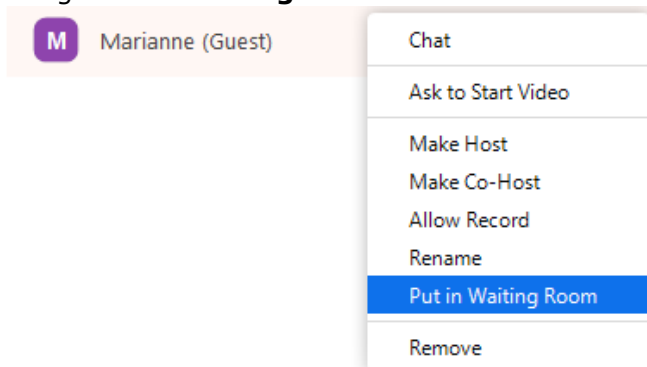 M Marianne (Guest)
Chat
Ask to Start Video
Make Host
Make Co-Host
Allow Record
Rename
Put in Waiting Room
Remove